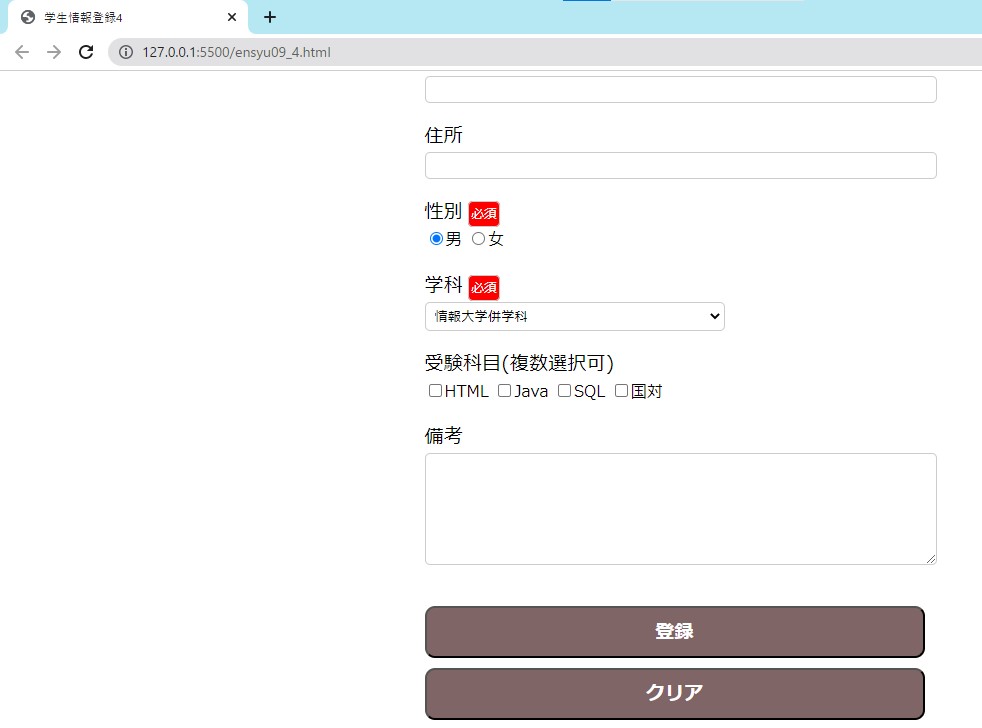 学生情報登録4
127.0.0.1:5500/ensyu09_4.html
住所
性別 必須
男 女
学科 必須
情報大学併学科
受験科目(複数選択可)
HTML Java SQL 国対
備考
登録
クリア